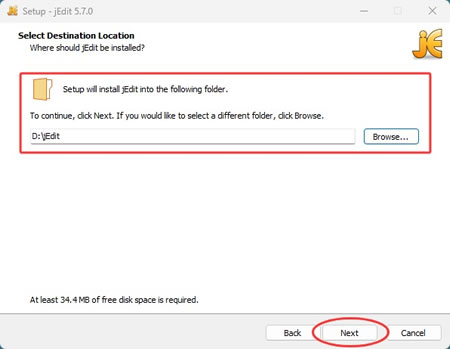 Setup - jEdit 5.7.0
Select Destination Location
Where should jEdit be installed?
jE
Setup will install jEdit into the following folder.
To continue, click Next. If you would like to select a different folder, click Browse.
D:\jEdit
Browse...
At least 34.4 MB of free disk space is required.
Back
Next
Cancel